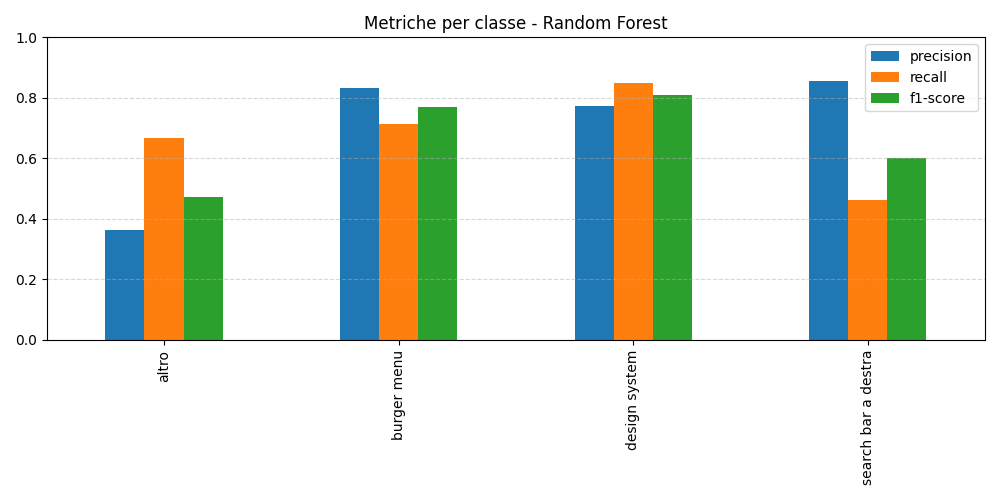 Metriche per classe - Random Forest
1.0
0.8
0.6
0.4
0.2
0.0
precision
recall
f1-score
altro
burger menu
design system
search bar a destra